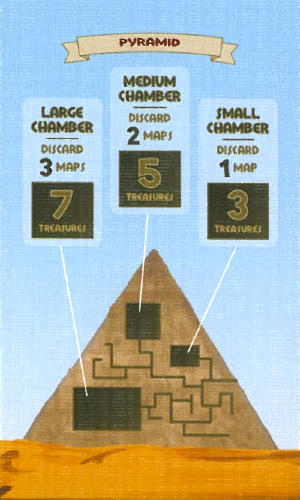 PYRAMID
LARGE
CHAMBER
DISCARD
3 MAPS
7
TREASURES
MEDIUM
CHAMBER
DISCARD
2 MAPS
5
TREASURES
SMALL
CHAMBER
DISCARD
1 MAP
3
TREASURES